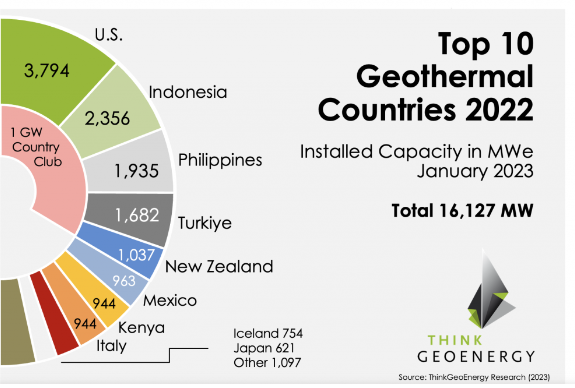 U.S.
3,794
Indonesia
2,356
1 GW
Country
Club
Philippines
1,935
1,682
Turkiye
1,037
New Zealand
963
Mexico
944
Kenya
944
Italy
Iceland 754
Japan 621
Other 1,097
Top 10
Geothermal
Countries 2022
Installed Capacity in MWe
January 2023
Total 16,127 MW
THINK
GEOENERGY
Source: ThinkGeoEnergy Research (2023)